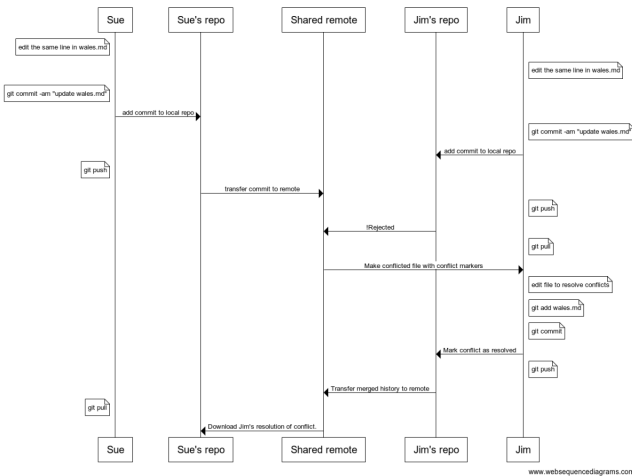 Sue
Sue's repo
Shared remote
Jim's repo
Jim
edit the same line in wales.md
edit the same line in wales.md
git commit -am "update wales.md"
add commit to local repo
git commit -am "update wales.md"
add commit to local repo
git push
transfer commit to remote
git push
!Rejected
git pull
Make conflicted file with conflict markers
edit file to resolve conflicts
git add wales.md
git commit
Mark conflict as resolved
git push
Transfer merged history to remote
git pull
Download Jim's resolution of conflict.
Sue
Sue's repo
Shared remote
Jim's repo
Jim
www.websequencediagrams.com